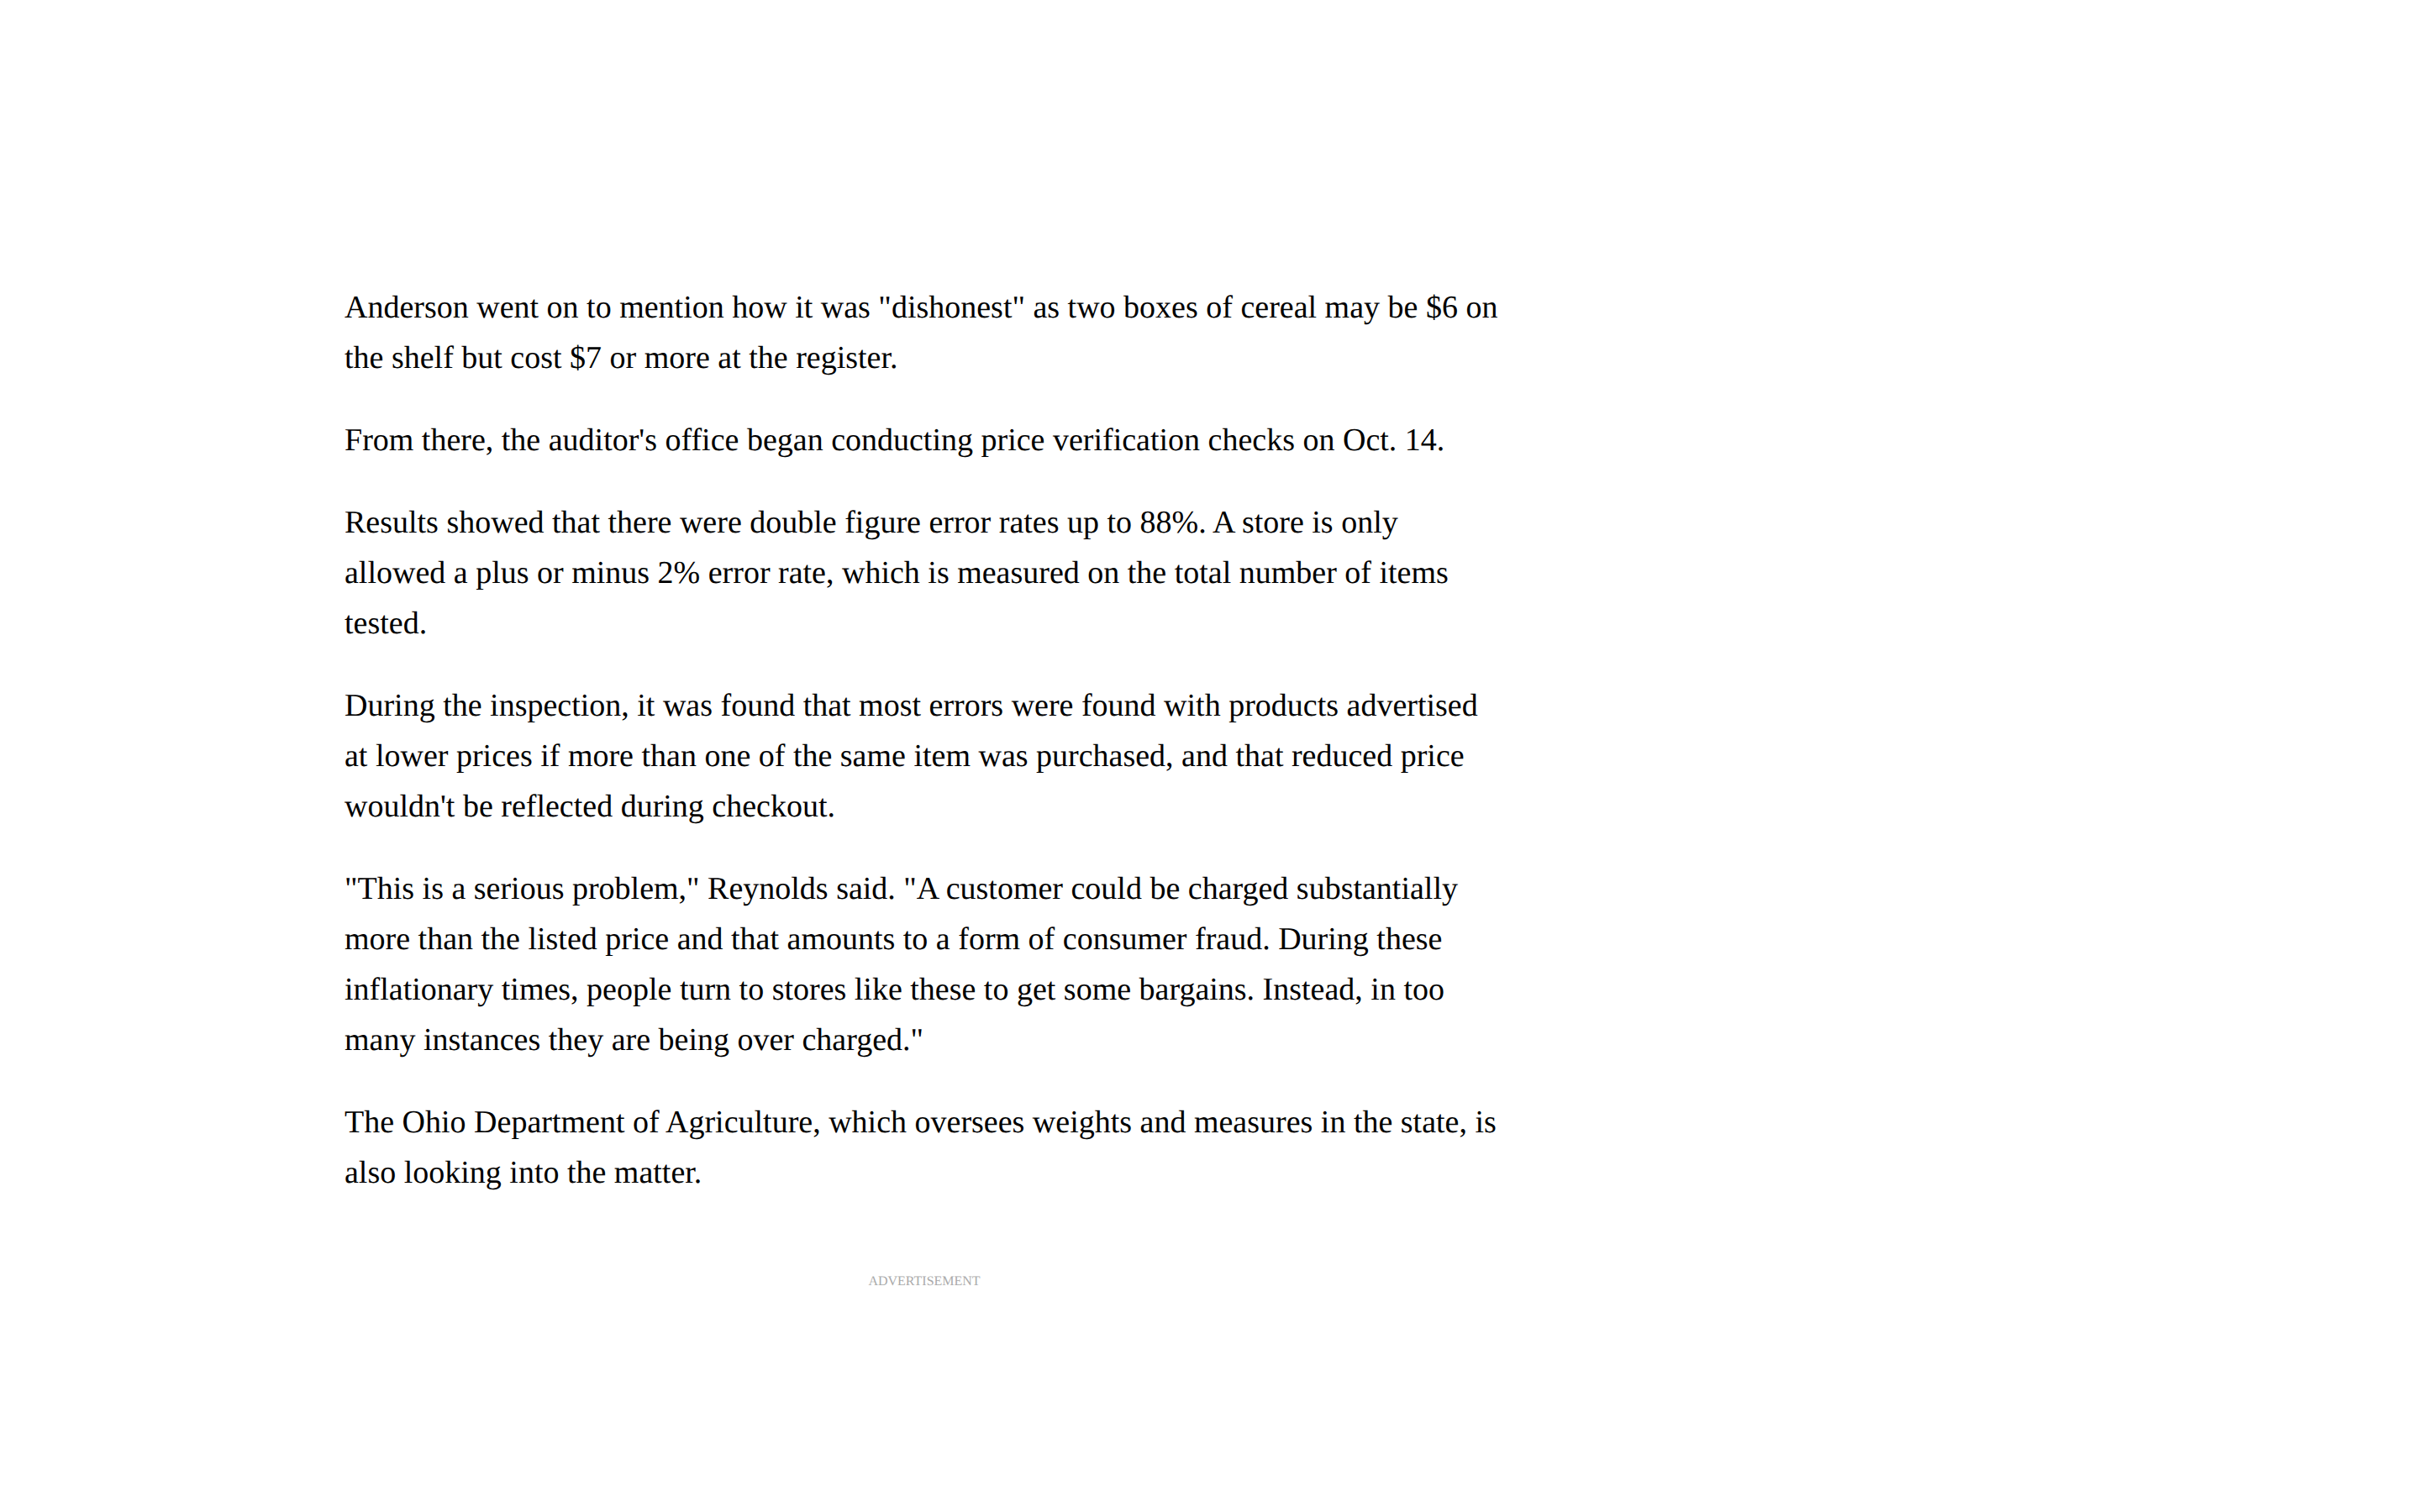 Anderson went on to mention how it was "dishonest" as two boxes of cereal may be $6 on
the shelf but cost $7 or more at the register.
From there, the auditor's office began conducting price verification checks on Oct. 14.
Results showed that there were double figure error rates up to 88%. A store is only
allowed a plus or minus 2% error rate, which is measured on the total number of items
tested.
During the inspection, it was found that most errors were found with products advertised
at lower prices if more than one of the same item was purchased, and that reduced price
wouldn't be reflected during checkout.
"This is a serious problem," Reynolds said. "A customer could be charged substantially
more than the listed price and that amounts to a form of consumer fraud. During these
inflationary times, people turn to stores like these to get some bargains. Instead, in too
many instances they are being over charged."
The Ohio Department of Agriculture, which oversees weights and measures in the state, is
also looking into the matter.
ADVERTISEMENT